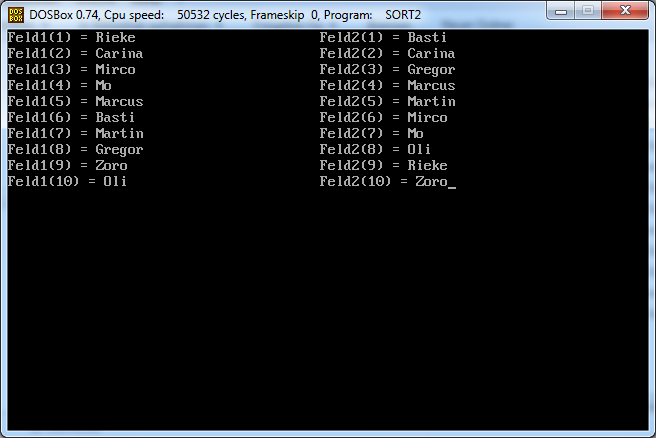 DOSBox 0.74, Cpu speed: 50532 cycles, Frameskip 0, Program: SORT2
Feld1(1) = Rieke Feld2(1) = Basti
Feld1(2) = Carina Feld2(2) = Carina
Feld1(3) = Mirco Feld2(3) = Gregor
Feld1(4) = Mo Feld2(4) = Marcus
Feld1(5) = Marcus Feld2(5) = Martin
Feld1(6) = Basti Feld2(6) = Mirco
Feld1(7) = Martin Feld2(7) = Mo
Feld1(8) = Gregor Feld2(8) = Oli
Feld1(9) = Zoro Feld2(9) = Rieke
Feld1(10) = Oli Feld2(10) = Zoro_